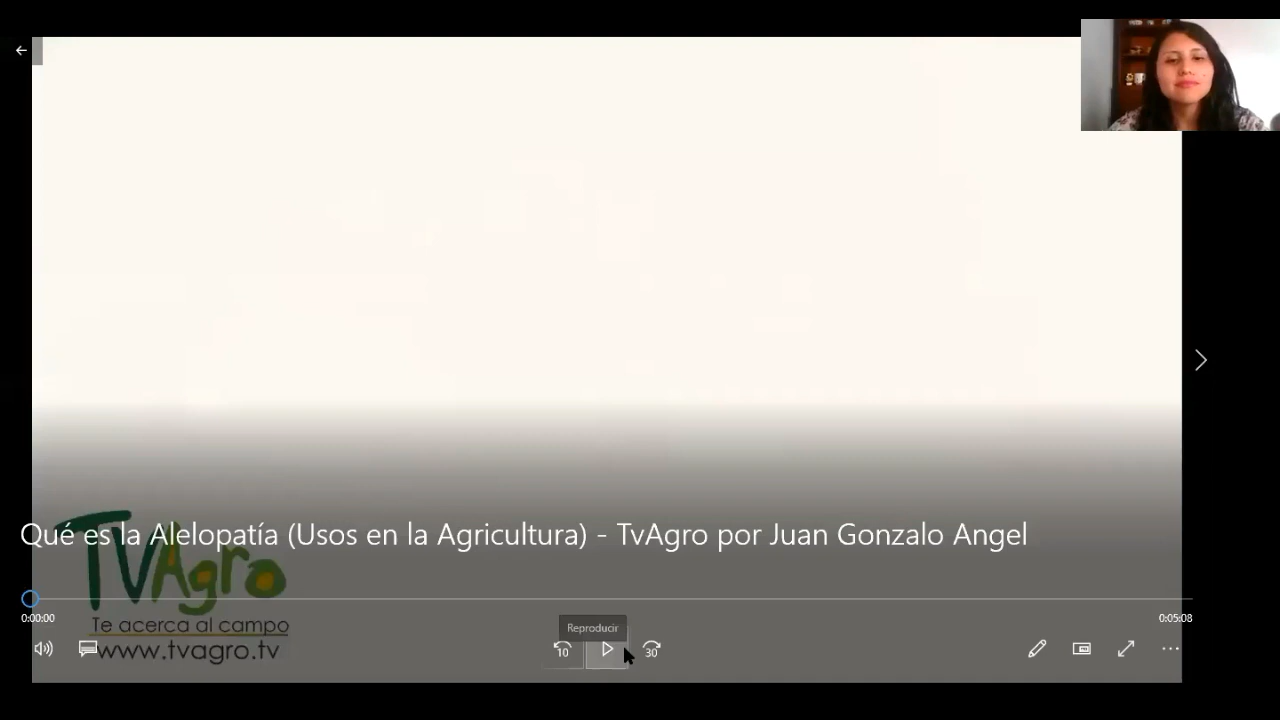 Qué es la Alelopatía (Usos en la Agricultura) - TvAgro por Juan Gonzalo Angel
TVAgro
0:00:00
0:05:08
Te acerca al campo
Reproducir
www.tvagro.tv
10
30